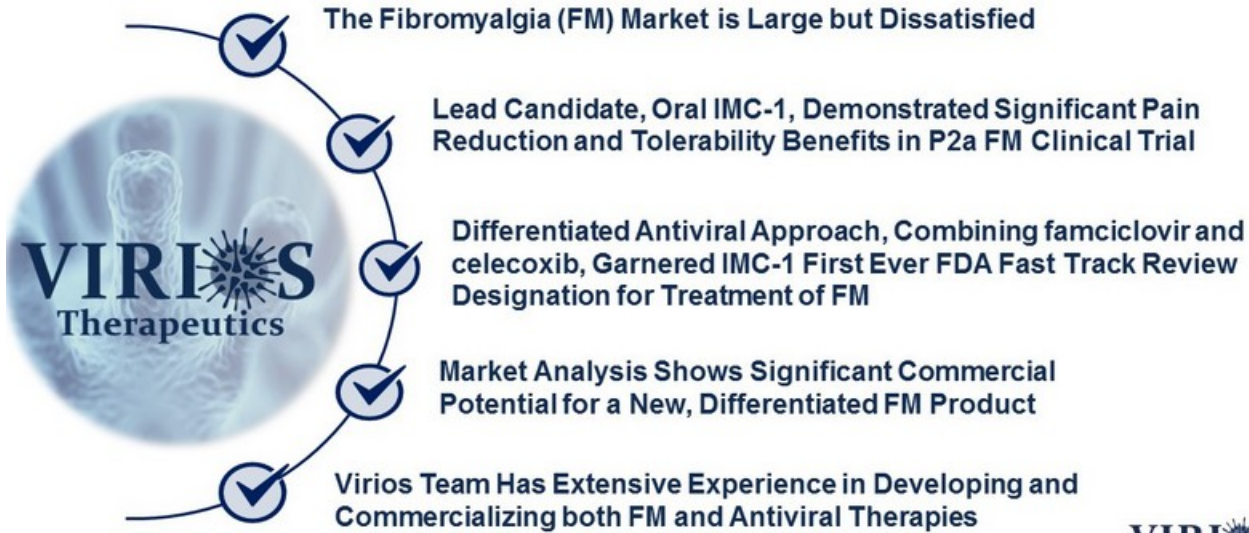 The Fibromyalgia (FM) Market is Large but Dissatisfied
Lead Candidate, Oral IMC-1, Demonstrated Significant Pain
Reduction and Tolerability Benefits in P2a FM Clinical Trial
Differentiated Antiviral Approach, Combining famciclovir and
celecoxib, Garnered IMC-1 First Ever FDA Fast Track Review
Designation for Treatment of FM
VIRIOS
Therapeutics
Market Analysis Shows Significant Commercial
Potential for a New, Differentiated FM Product
Virios Team Has Extensive Experience in Developing and
Commercializing both FM and Antiviral Therapies